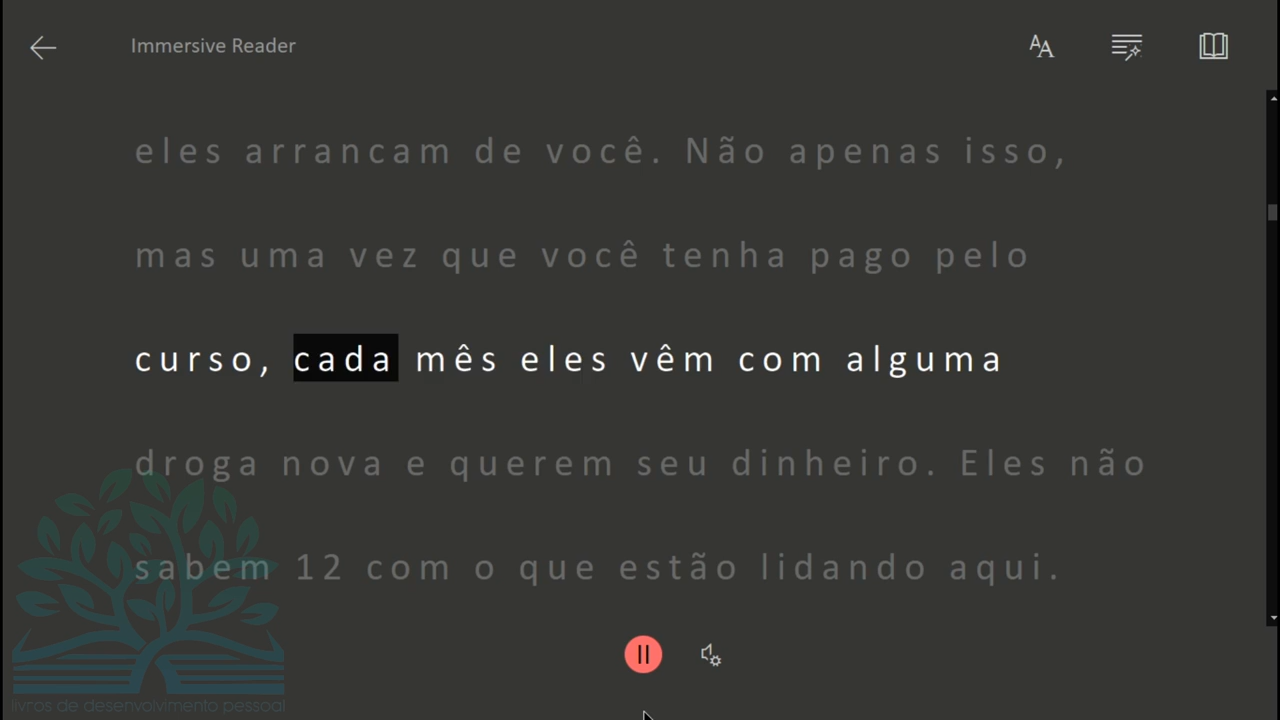 Immersive Reader
eles arrancam de você. Não apenas isso,
mas uma vez que você tenha pago pelo
curso, cada mês eles vêm com alguma
droga nova e querem seu dinheiro. Eles não
sabem 12 com o que estão lidando aqui.
livros de desenvolvimento pessoal